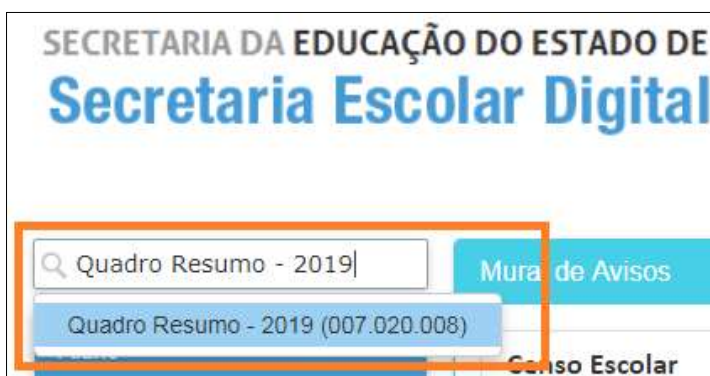 SECRETARIA DA EDUCAÇÃO DO ESTADO DE
Secretaria Escolar Digital
Quadro Resumo - 2019
Mural de Avisos
Quadro Resumo - 2019 (007.020.008)
Censo Escolar